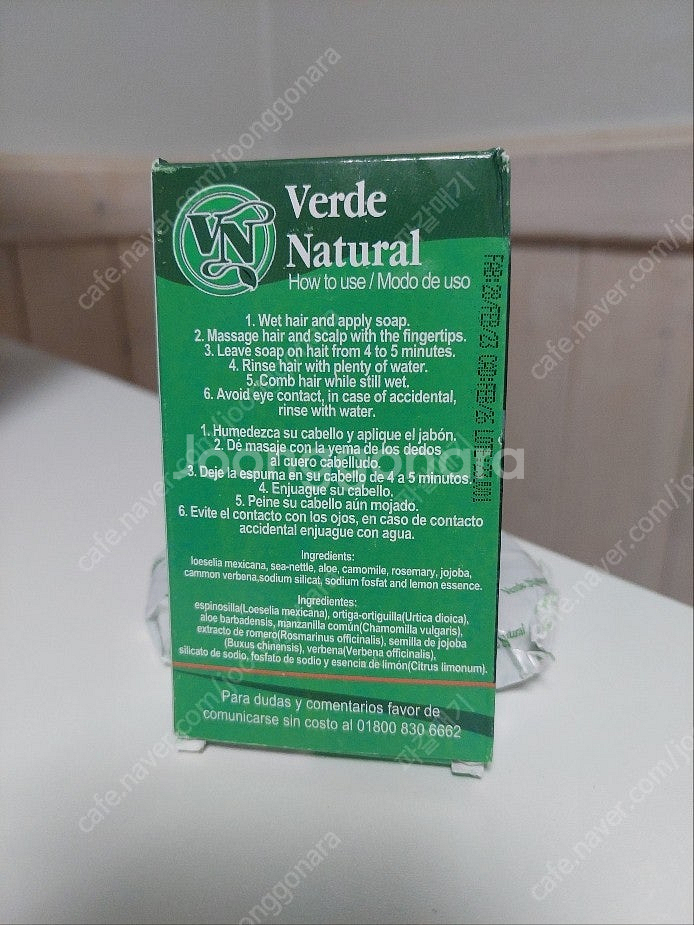 VN
Verde
Natural
How to use / Modo de uso
1. Wet hair and apply soap.
2. Massage hair and scalp with the fingertips.
3. Leave soap on hait from 4 to 5 minutes.
4. Rinse hair with plenty of water.
5. Comb hair while still wet.
6. Avoid eye contact, in case of accidental,
rinse with water.
1. Humedezca su cabello y aplique el jabón.
2. Dé masaje con la yema de los dedos
al cuero cabelludo.
3. Deje la espuma en su cabello de 4 a 5 minutos.
4. Enjuague su cabello.
5. Peine su cabello aún mojado.
6. Evite el contacto con los ojos, en caso de contacto
accidental enjuague con agua.
Ingredients:
loeselia mexicana, sea-nettle, aloe, camomile, rosemary, jojoba,
cammon verbena,sodium silicat, sodium fosfat and lemon essence.
Ingredientes:
espinosilla(Loeselia mexicana), ortiga-ortiguilla(Urtica dioica),
aloe barbadensis, manzanilla común(Chamomilla vulgaris),
extracto de romero(Rosmarinus officinalis), semilla de jojoba
(Buxus chinensis), verbena(Verbena officinalis),
silicato de sodio, fosfato de sodio y esencia de limón(Citrus limonum).
Para dudas y comentarios favor de
comunicarse sin costo al 01800 830 6662
Joonggonara
cafe.naver.com/joonggonara